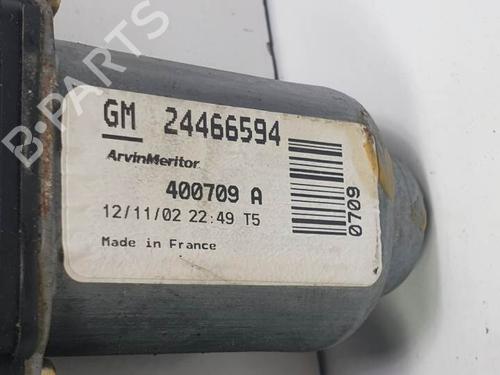 GM 24466594
ArvinMeritor
400709 A
12/11/02 22:49 T5
Made in France
0709
B-PARTS